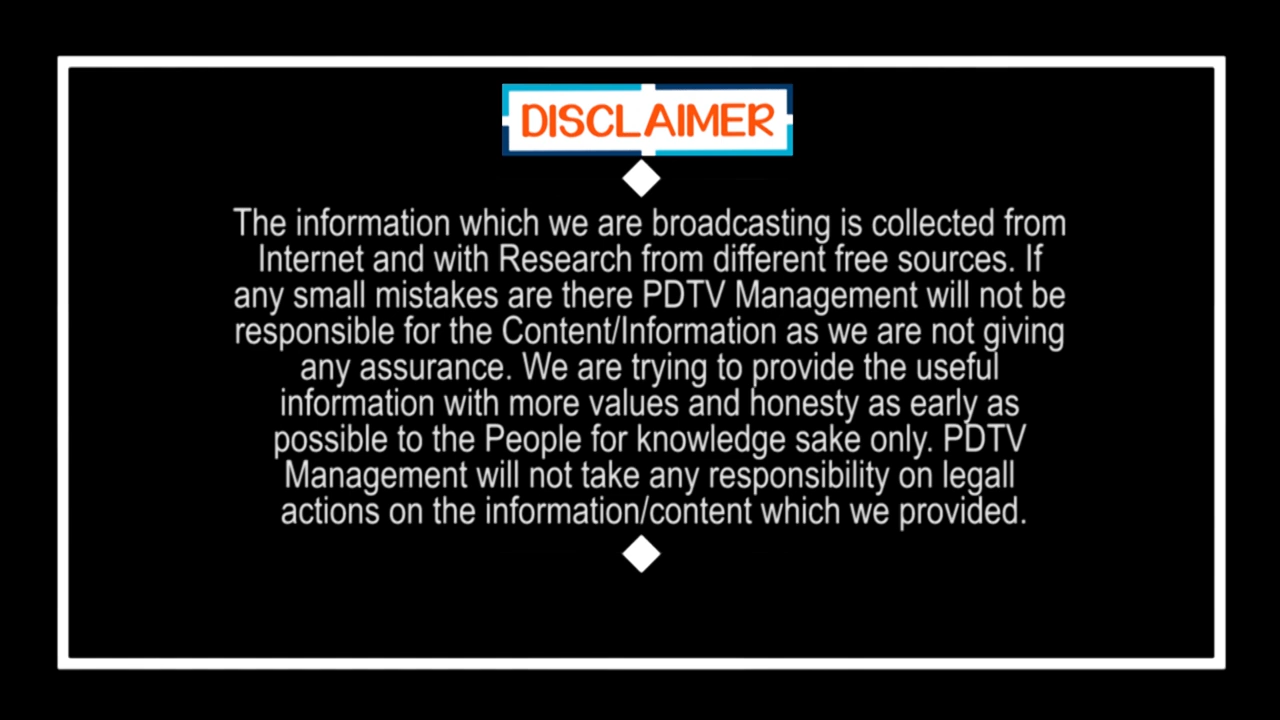 DISCLAIMER
The information which we are broadcasting is collected from
Internet and with Research from different free sources. If
any small mistakes are there PDTV Management will not be
responsible for the Content/Information as we are not giving
any assurance. We are trying to provide the useful
information with more values and honesty as early as
possible to the People for knowledge sake only. PDTV
Management will not take any responsibility on legall
actions on the information/content which we provided.